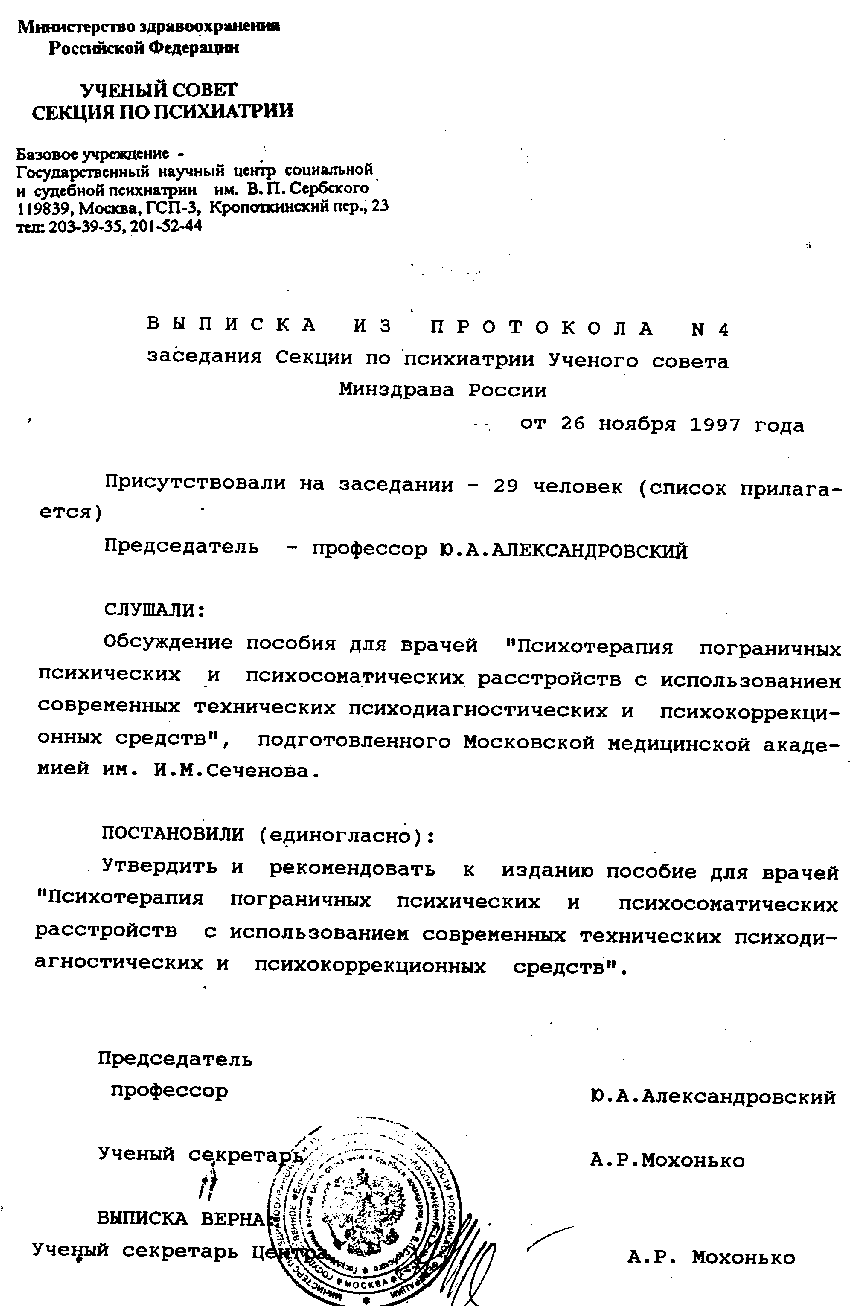 Министерство здравоохранения
Российской Федерации
УЧЕНЫЙ СОВЕТ
СЕКЦИЯ ПО ПСИХИАТРИИ
Базовое учреждение -
Государственный научный центр социальной
и судебной психиатрии им. В. П. Сербского
119839, Москва, ГСП-3, Кропоткинский пер., 23
тел: 203-39-35, 201-52-44
ВЫПИСКА ИЗ ПРОТОКОЛА N 4
заседания Секции по психиатрии Ученого совета
Минздрава России
от 26 ноября 1997 года
Присутствовали на заседании - 29 человек (список прилага-
ется)
Председатель - профессор Ю.А.АЛЕКСАНДРОВСКИЙ
СЛУШАЛИ:
Обсуждение пособия для врачей "Психотерапия пограничных
психических и психосоматических расстройств с использованием
современных технических психодиагностических и психокоррекци-
онных средств", подготовленного Московской медицинской акаде-
мией им. И.М.Сеченова.
ПОСТАНОВИЛИ (единогласно):
Утвердить и рекомендовать к изданию пособие для врачей
"Психотерапия пограничных психических и психосоматических
расстройств с использованием современных технических психоди-
агностических и психокоррекционных средств".
Председатель
профессор Ю.А.Александровский
Ученый секретарь А.Р.Мохонько
ВЫПИСКА ВЕРНА
Ученый секретарь Центра А.Р. Мохонько
МОСКВА